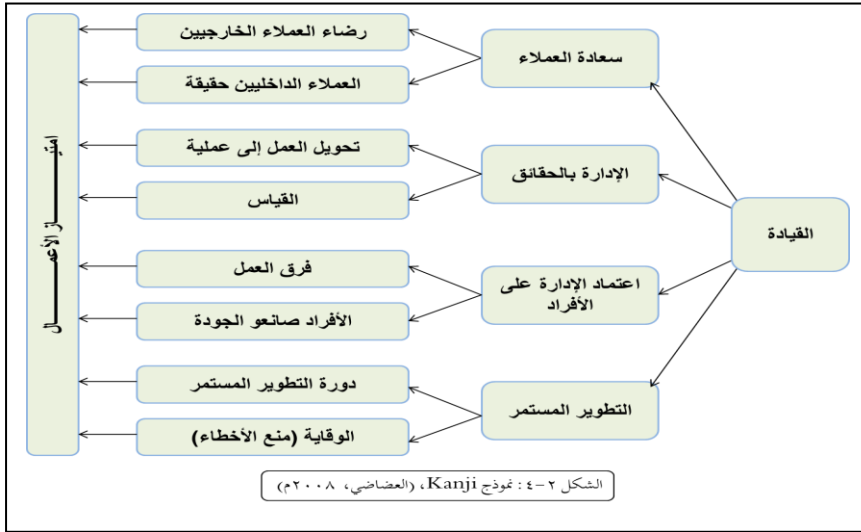 القيادة
سعادة العملاء
الإدارة بالحقائق
اعتماد الإدارة على
الأفراد
التطوير المستمر
رضاء العملاء الخارجيين
العملاء الداخليين حقيقة
تحويل العمل إلى عملية
القياس
فرق العمل
الأفراد صانعو الجودة
دورة التطوير المستمر
الوقاية (منع الأخطاء)
امتيـــــاز الأعمـــــال
الشكل ٢-٤: نموذج Kanji، (العضاضي، ٢٠٠٨م)